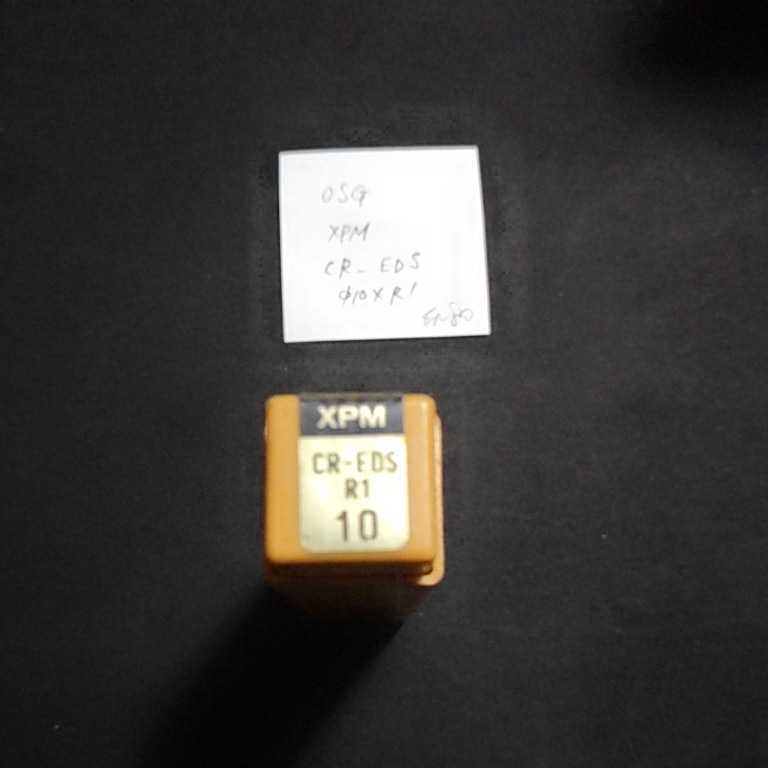 OSG
XPM
CR-EDS
φ10×R1
XPM
CR-EDS
R1
10